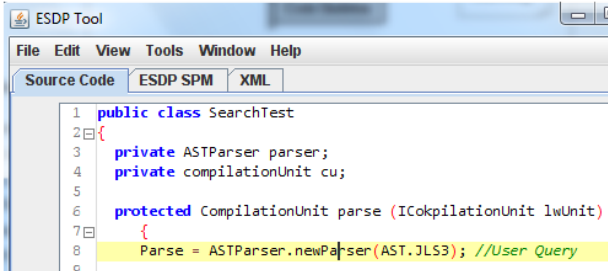 ESDP Tool
File Edit View Tools Window Help
Source Code ESDP SPM XML
1 public class SearchTest
2 {
3 private ASTParser parser;
4 private compilationUnit cu;
5
6 protected CompilationUnit parse (ICokpilationUnit lwUnit)
7 {
8 Parse = ASTParser.newParser(AST.JLS3); //User Query
9